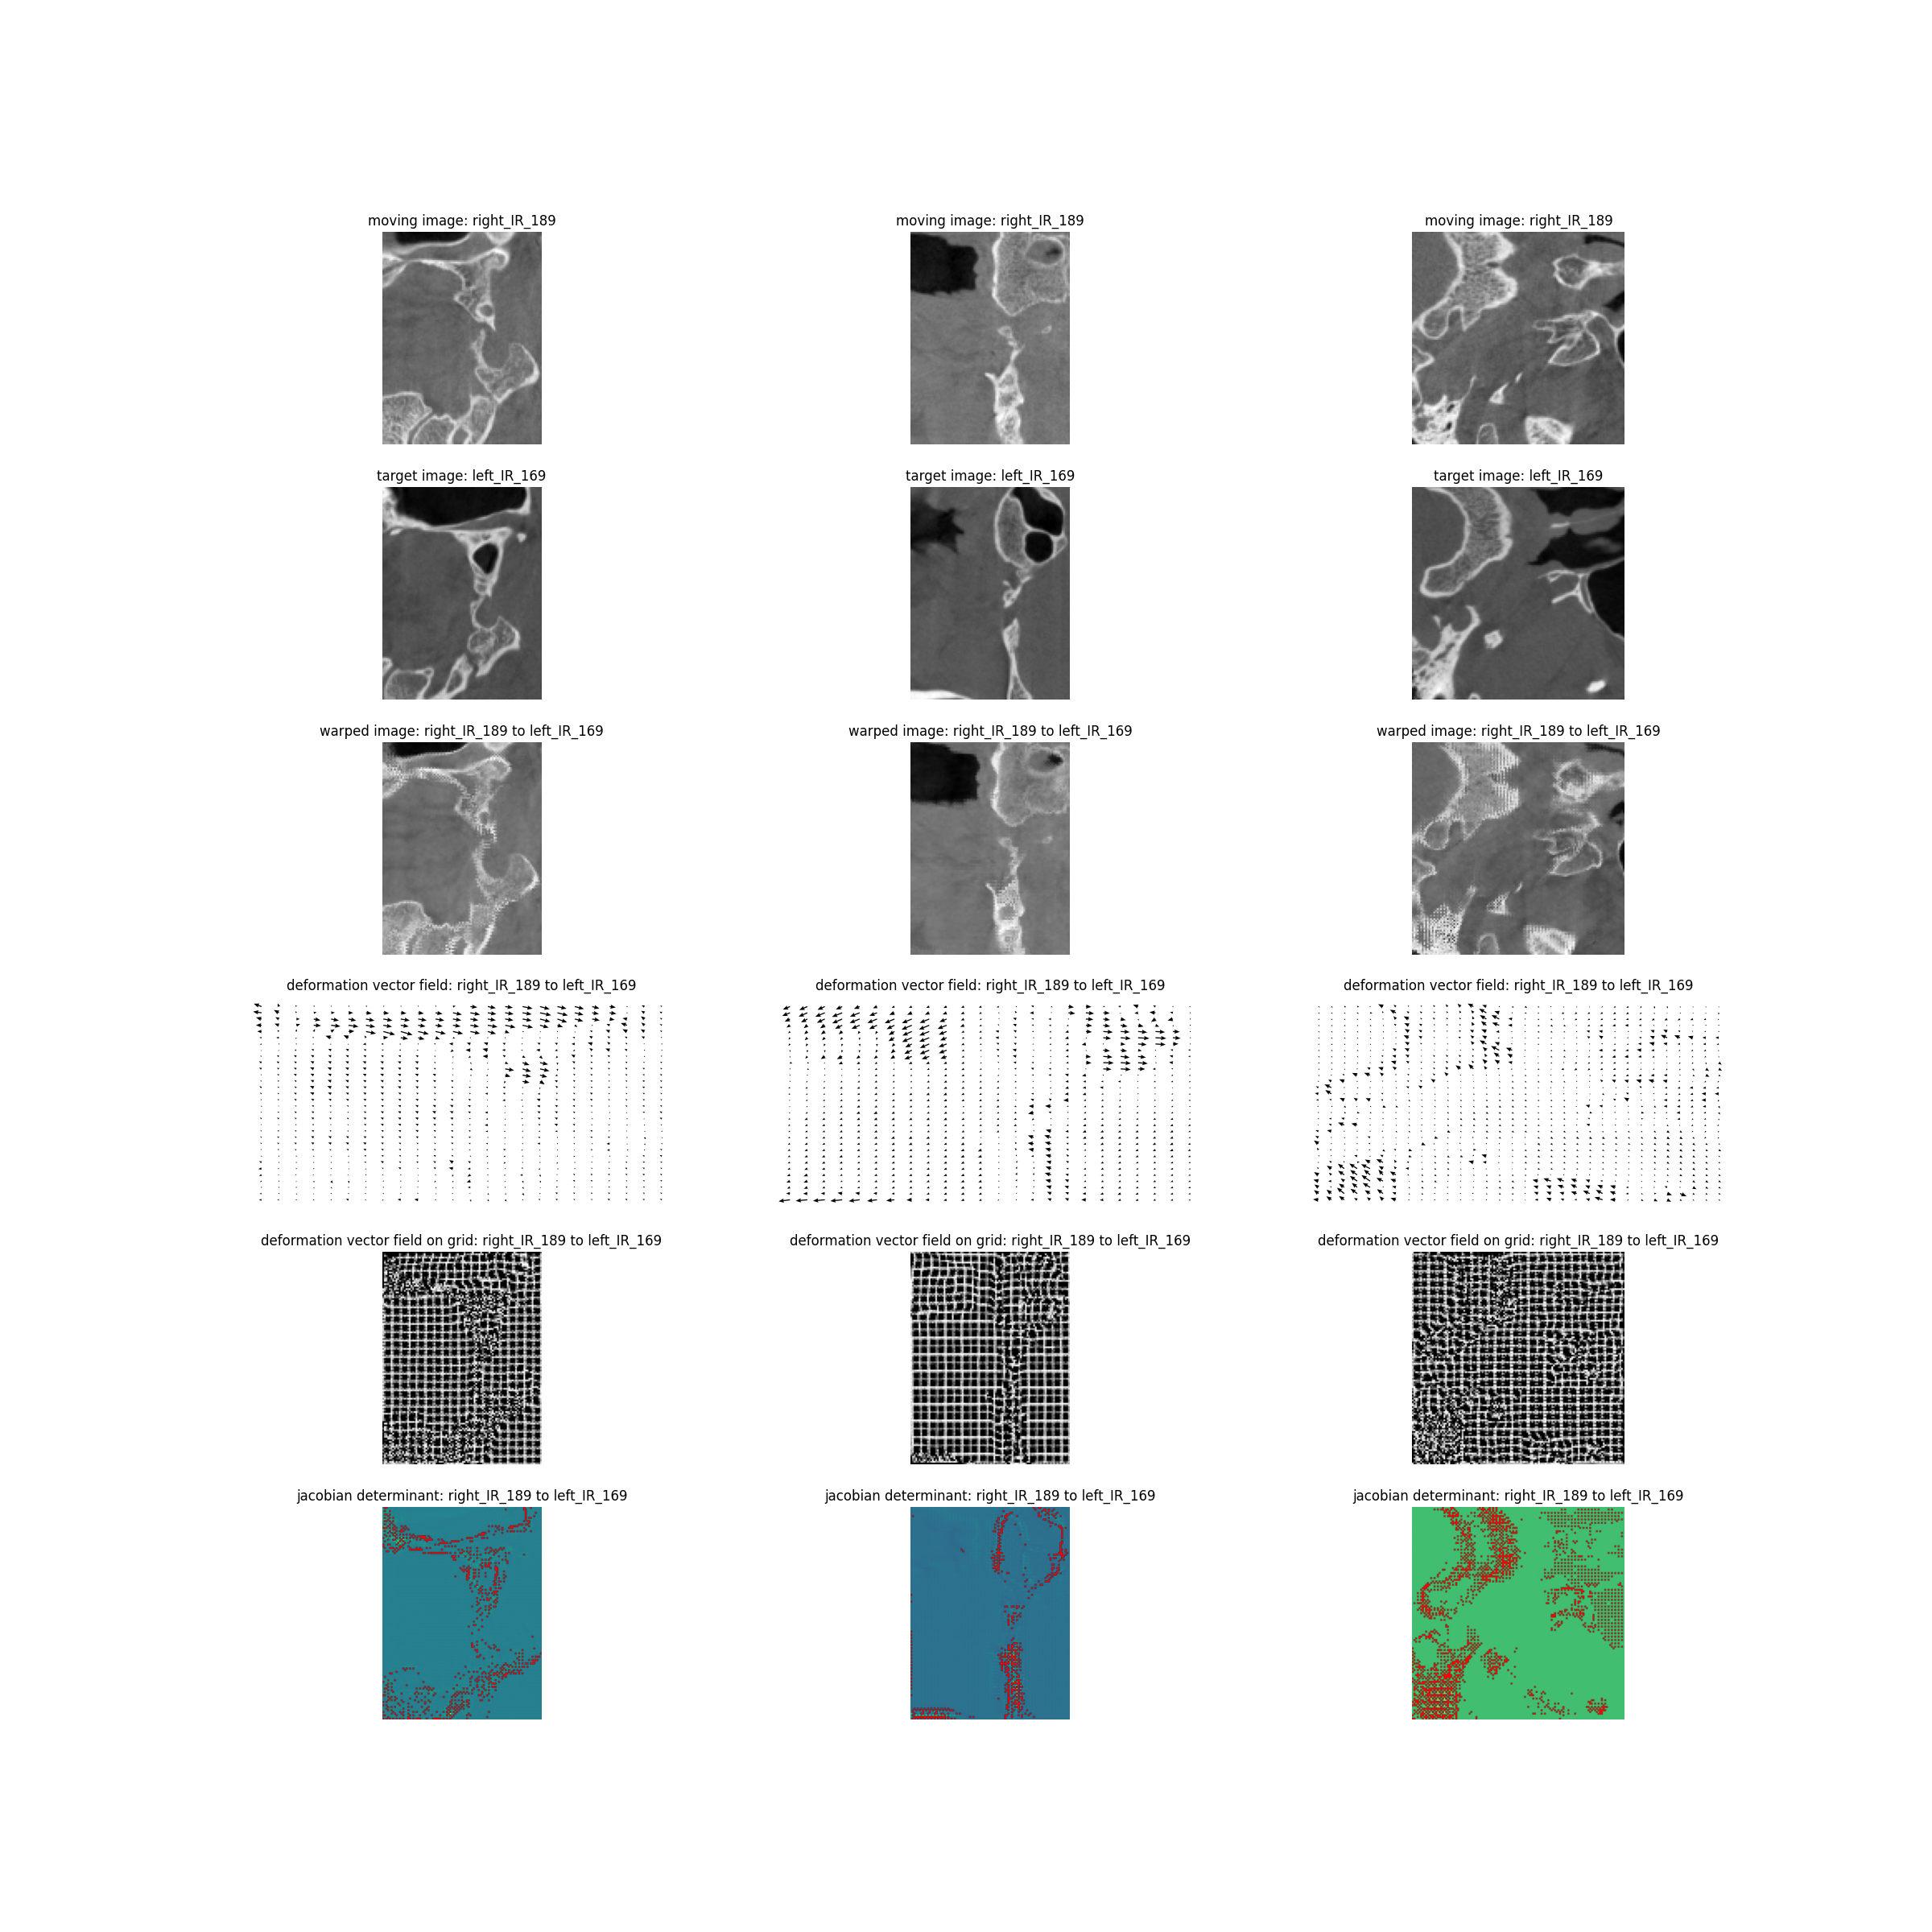 moving image: right_IR_189
moving image: right_IR_189
moving image: right_IR_189
target image: left_IR_169
target image: left_IR_169
target image: left_IR_169
warped image: right_IR_189 to left_IR_169
warped image: right_IR_189 to left_IR_169
warped image: right_IR_189 to left_IR_169
deformation vector field: right_IR_189 to left_IR_169
deformation vector field: right_IR_189 to left_IR_169
deformation vector field: right_IR_189 to left_IR_169
deformation vector field on grid: right_IR_189 to left_IR_169
deformation vector field on grid: right_IR_189 to left_IR_169
deformation vector field on grid: right_IR_189 to left_IR_169
jacobian determinant: right_IR_189 to left_IR_169
jacobian determinant: right_IR_189 to left_IR_169
jacobian determinant: right_IR_189 to left_IR_169